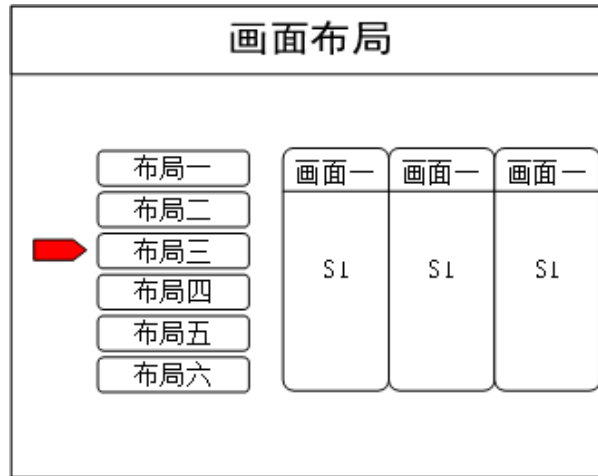 画面布局
布局一
布局二
布局三
布局四
布局五
布局六
画面一 画面一 画面一
S1 S1 S1